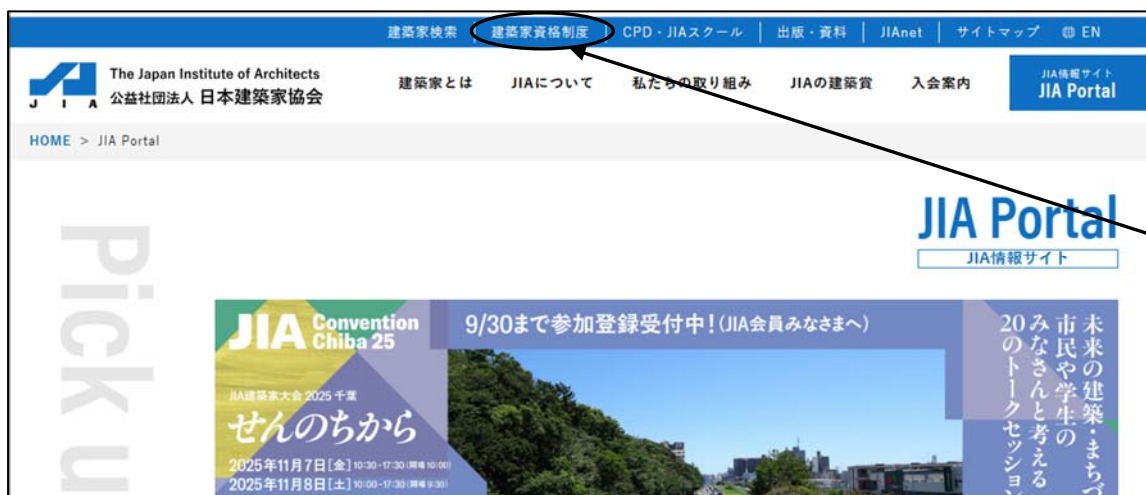 建築家検索 | 建築家資格制度 | CPD・JIAスクール | 出版・資料 | JIAnet | サイトマップ EN
JIA
The Japan Institute of Architects
公益社団法人 日本建築家協会
建築家とは JIAについて 私たちの取り組み JIAの建築賞 入会案内
JIA情報サイト
JIA Portal
HOME > JIA Portal
JIA Portal
JIA情報サイト
Pick u
JIA Convention
Chiba 25
9/30まで参加登録受付中!(JIA会員みなさまへ)
JIA建築家大会 2025 千葉
せんのちから
2025年11月7日[金] 10:30-17:30(開場 10:00)
2025年11月8日[土] 10:00-17:30(開場 9:30)
未来の建築・まちづ
市民や学生の
みなさんと考える
20のトークセッショ